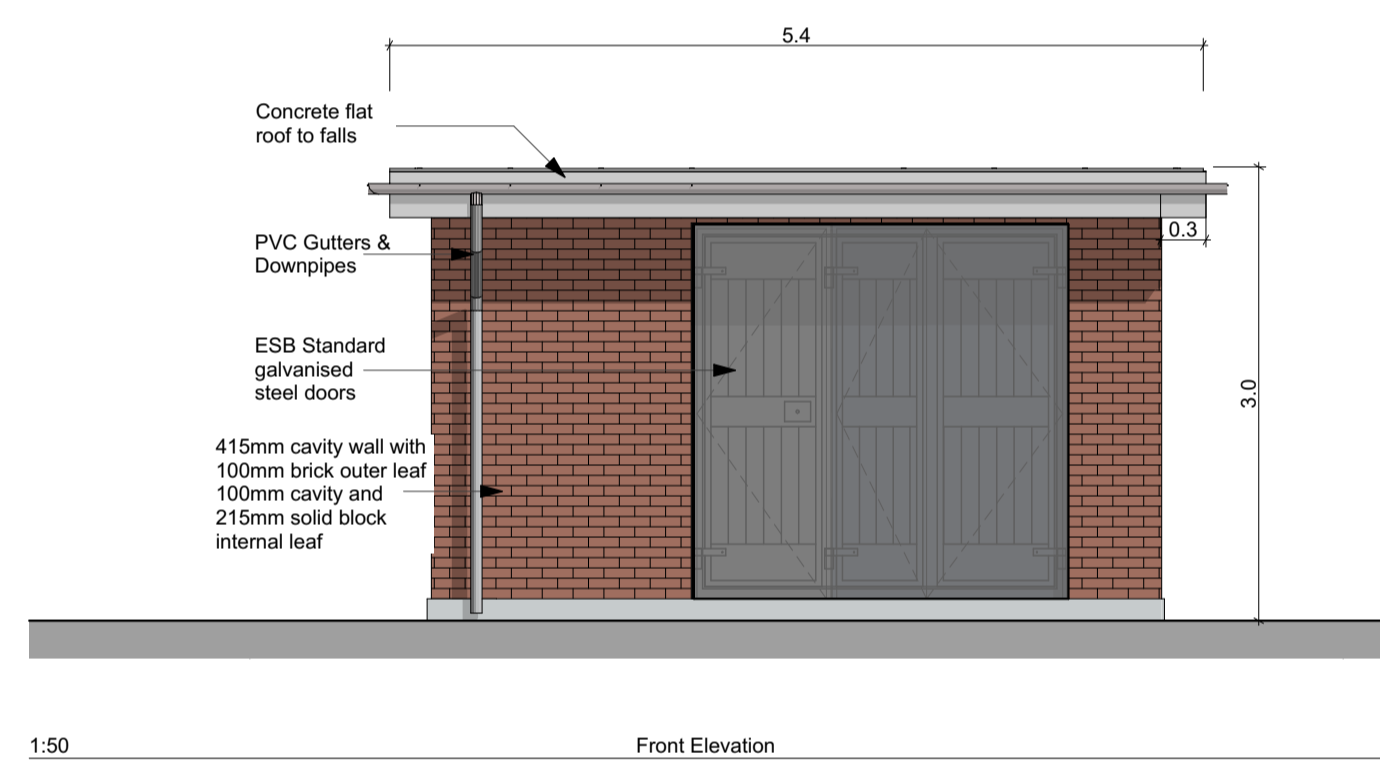 5.4
Concrete flat
roof to falls
PVC Gutters &
Downpipes
0.3
ESB Standard
galvanised
steel doors
3.0
415mm cavity wall with
100mm brick outer leaf
100mm cavity and
215mm solid block
internal leaf
1:50
Front Elevation